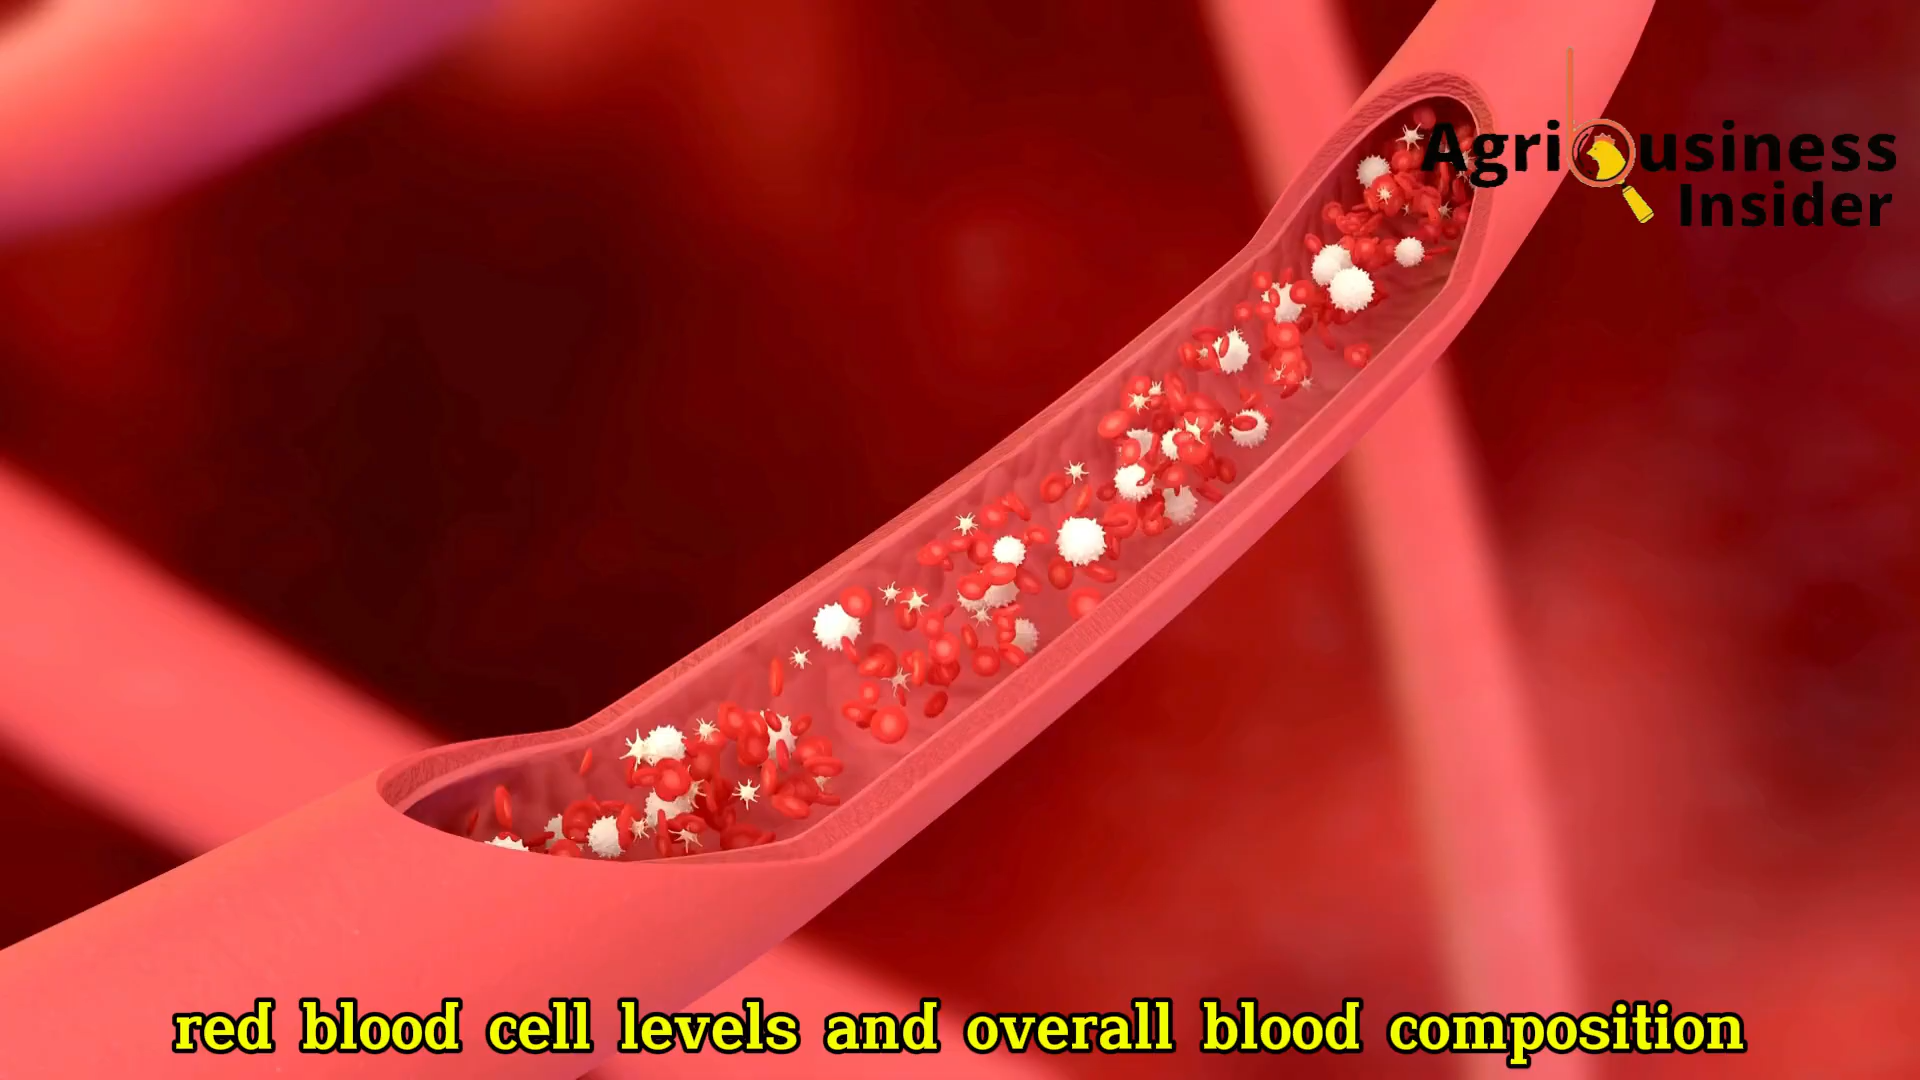 Agribusiness
Insider
red blood cell levels and overall blood composition